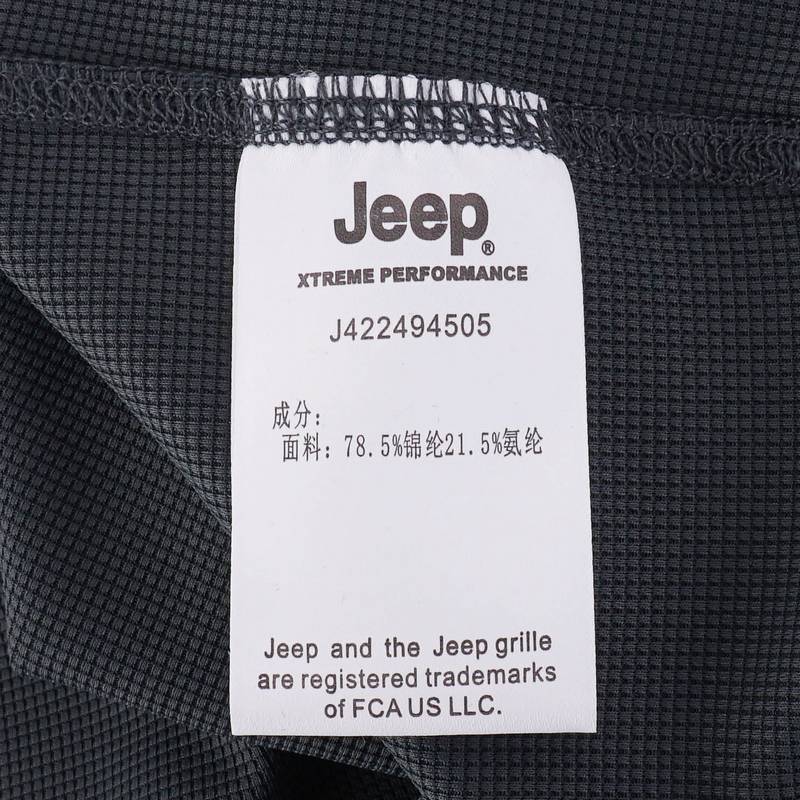 Jeep®
XTREME PERFORMANCE
J422494505
成分:
面料: 78.5%锦纶21.5%氨纶
Jeep and the Jeep grille
are registered trademarks
of FCA US LLC.